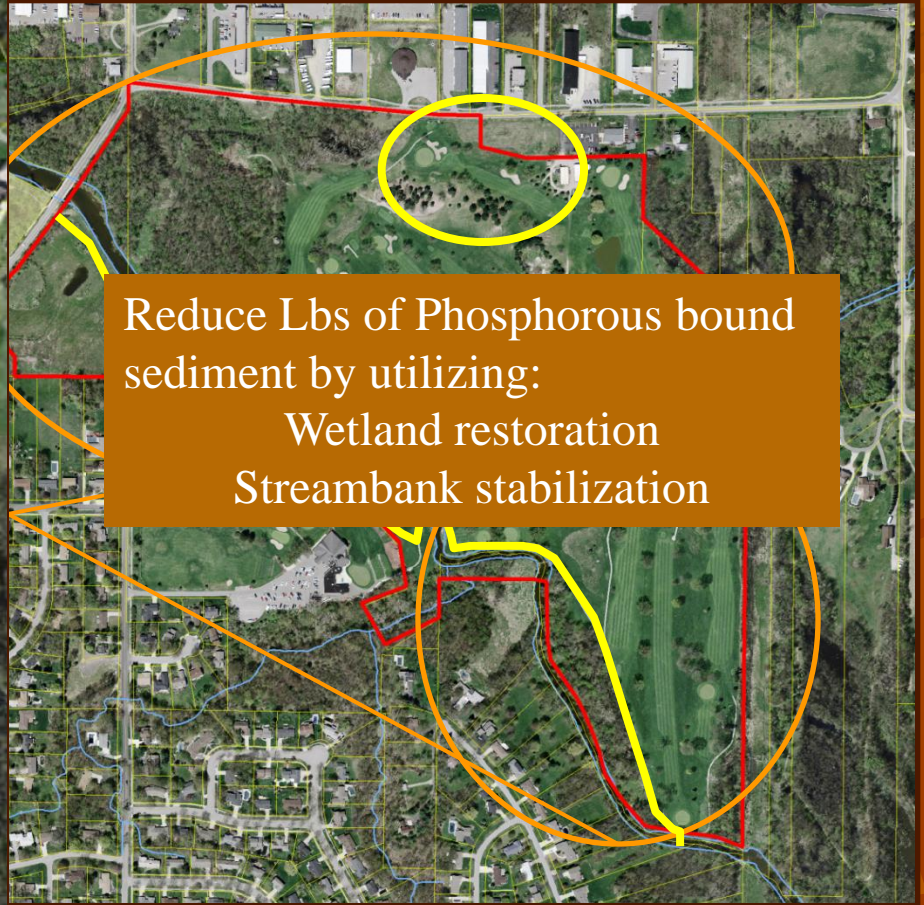 Reduce Lbs of Phosphorous bound
sediment by utilizing:
Wetland restoration
Streambank stabilization